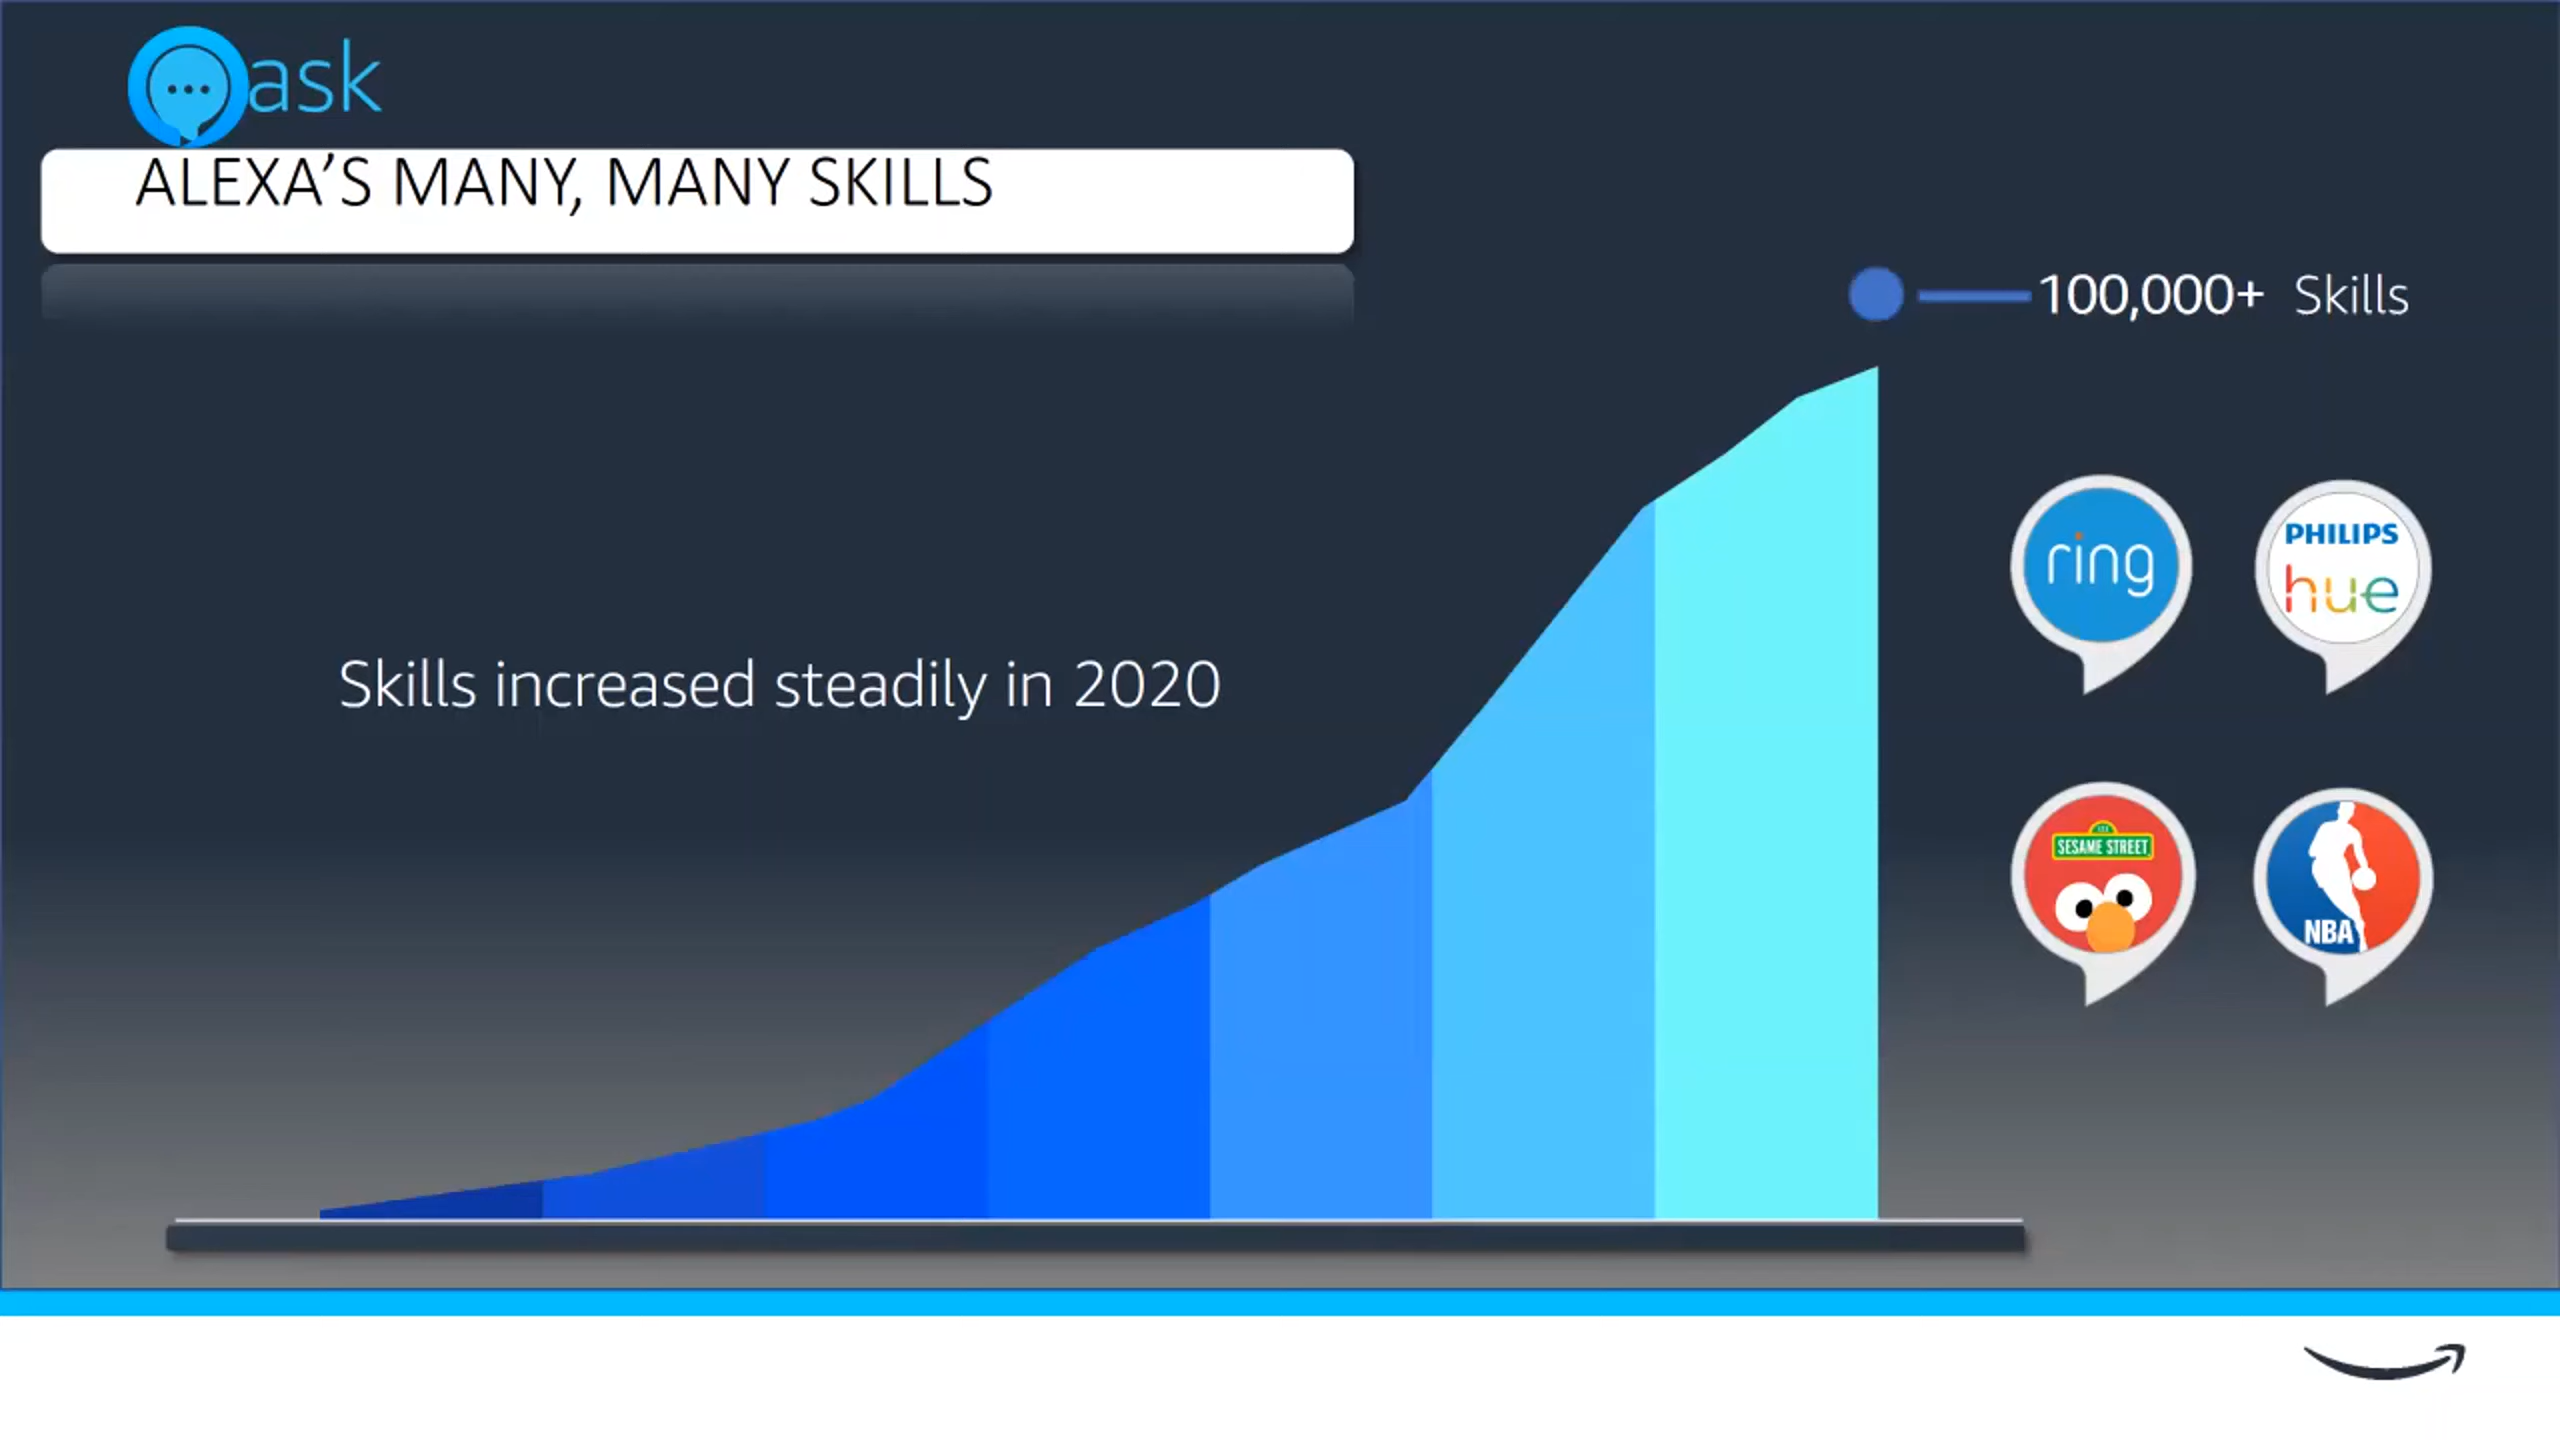 ask
ALEXA’S MANY, MANY SKILLS
100,000+ Skills
ring
PHILIPS
hue
Skills increased steadily in 2020
SESAME STREET
NBA